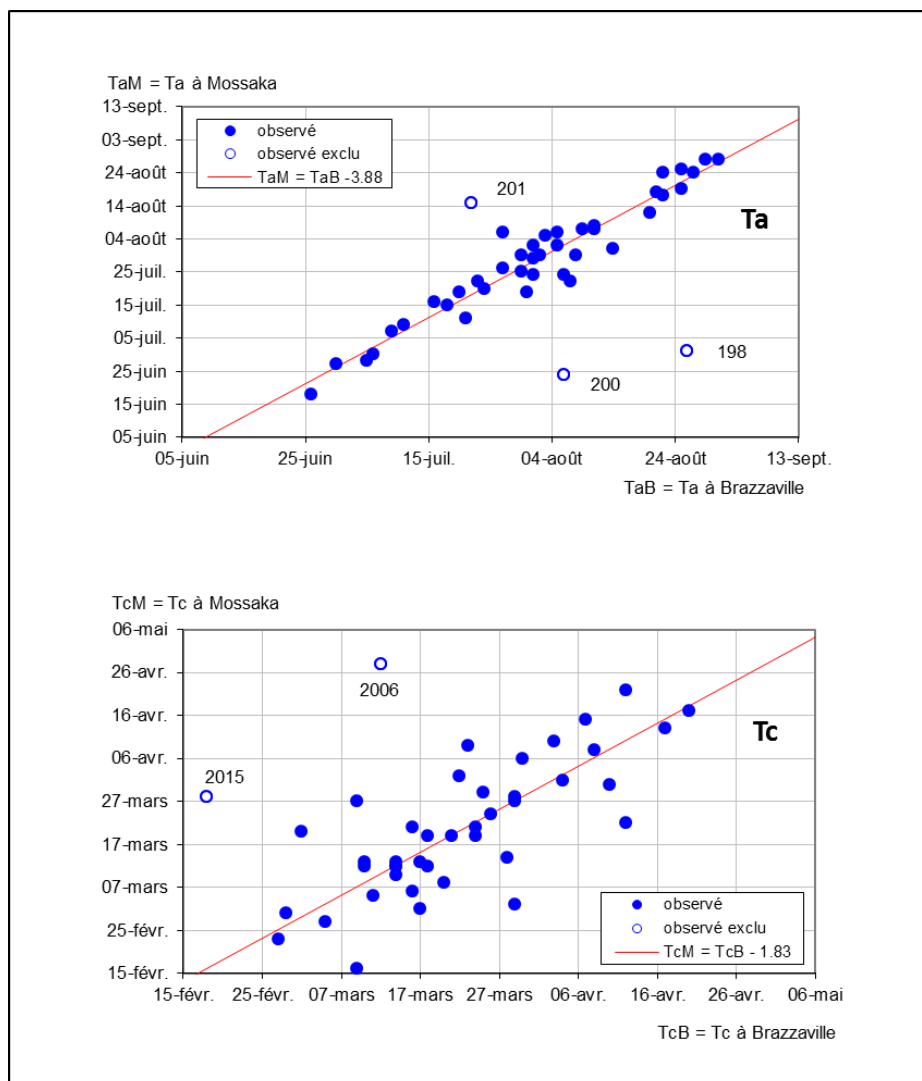 TaM = Ta à Mossaka
13-sept.
03-sept.
24-août
14-août
04-août
25-juil.
15-juil.
05-juil.
25-juin
15-juin
05-juin
observé
observé exclu
TaM = TaB -3.88
201
198
200
Ta
05-juin 25-juin 15-juil. 04-août 24-août 13-sept.
TaB = Ta à Brazzaville
TcM = Tc à Mossaka
06-mai
26-avr.
16-avr.
06-avr.
27-mars
17-mars
07-mars
25-févr.
15-févr.
2006
2015
Tc
observé
observé exclu
TcM = TcB - 1.83
15-févr. 25-févr. 07-mars 17-mars 27-mars 06-avr. 16-avr. 26-avr. 06-mai
TcB = Tc à Brazzaville